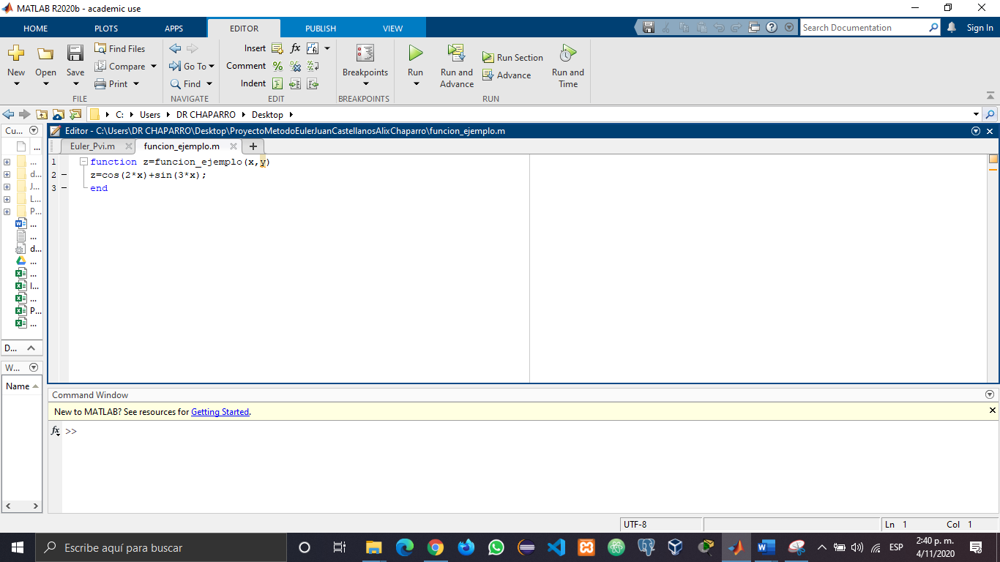 MATLAB R2020b - academic use
HOME PLOTS APPS EDITOR PUBLISH VIEW
Search Documentation
Sign In
New
Open
Save
Find Files
Compare
Print
FILE
Go To
Find
NAVIGATE
Insert
fx
fi
Comment
%
Indent
EDIT
Breakpoints
BREAKPOINTS
Run
Run and
Advance
Run Section
Advance
Run and
Time
RUN
C: Users DR CHAPARRO Desktop
Cu...
Editor - C:\Users\DR CHAPARRO\Desktop\ProyectoMetodoEulerJuanCastellanosAlixChaparro\funcion_ejemplo.m
Euler_Pvi.m funcion_ejemplo.m +
1 function z=funcion_ejemplo(x,y)
2 z=cos(2*x)+sin(3*x);
3 end
...
...
d...
J...
L...
P...
...
...
d...
...
...
I...
...
P...
...
D...
W...
Name
Command Window
New to MATLAB? See resources for Getting Started.
fx >>
UTF-8
Ln 1 Col 1
Escribe aquí para buscar
ESP
2:40 p. m.
4/11/2020